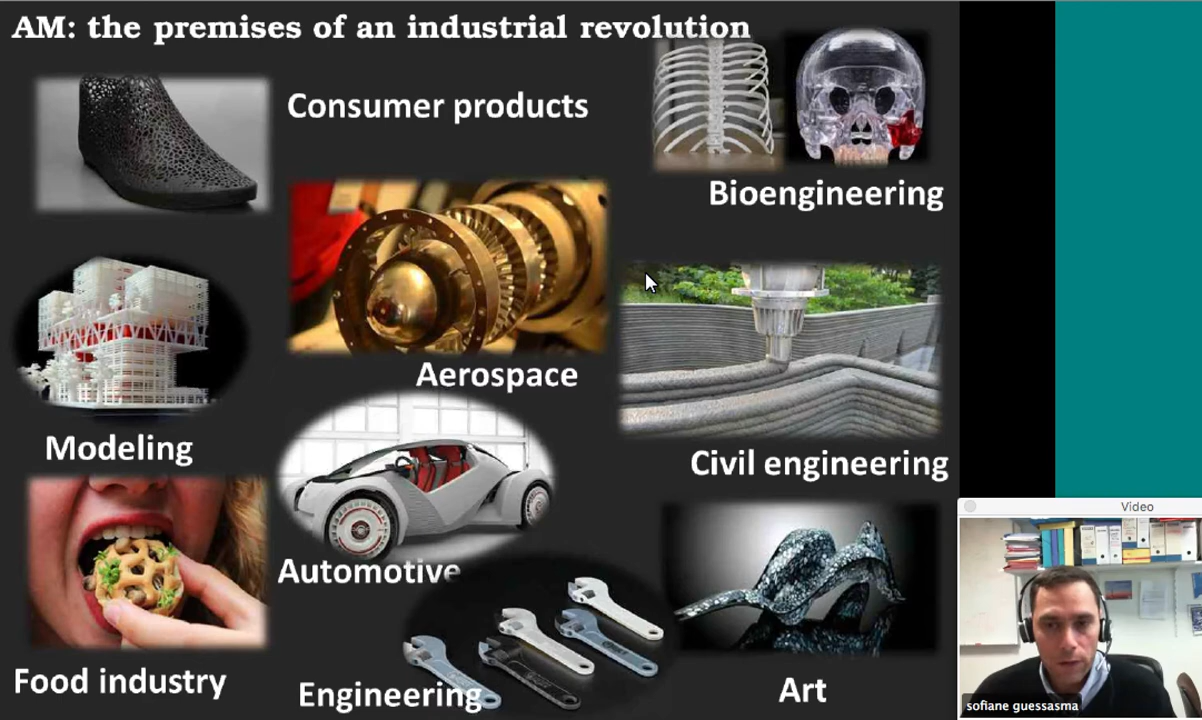 AM: the premises of an industrial revolution
Consumer products
Bioengineering
Aerospace
Modeling
Civil engineering
Automotive
Food industry
Engineering
Art
Video
sofiane guessasma